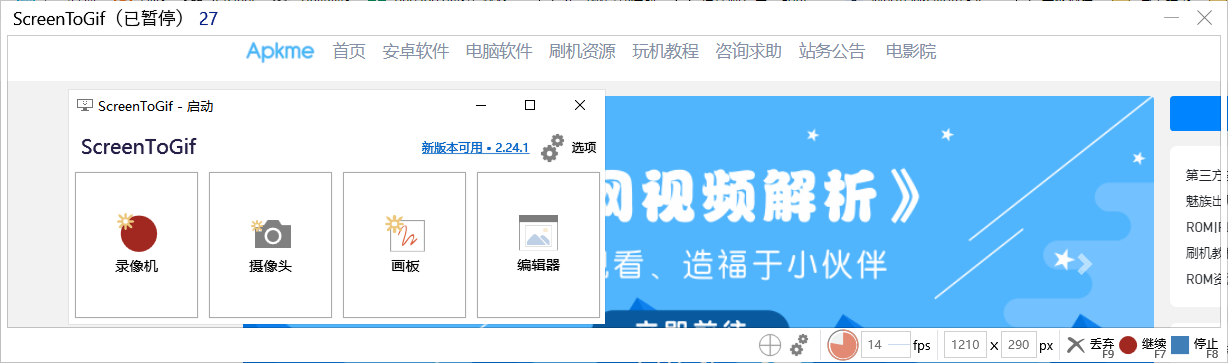 ScreenToGif（已暂停） 27
Apkme 首页 安卓软件 电脑软件 刷机资源 玩机教程 咨询求助 站务公告 电影院
ScreenToGif - 启动
ScreenToGif 新版本可用 • 2.24.1 选项
录像机 摄像头 画板 编辑器
网视频解析》
观看、造福于小伙伴
立即前往
第三方
魅族出
ROM
刷机教
ROM资
14 fps 1210 x 290 px 丢弃 F9 继续 F7 停止 F8